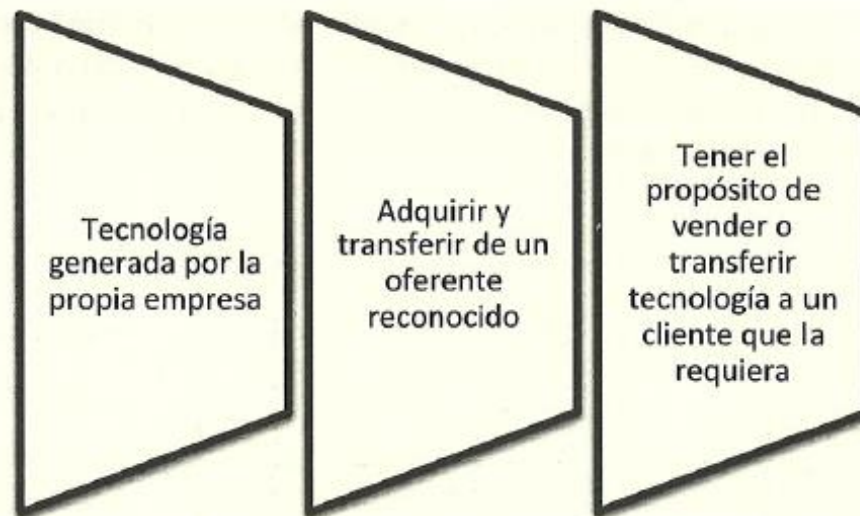 Tecnología
generada por la
propia empresa
Adquirir y
transferir de un
oferente
reconocido
Tener el
propósito de
vender o
transferir
tecnología a un
cliente que la
requiera